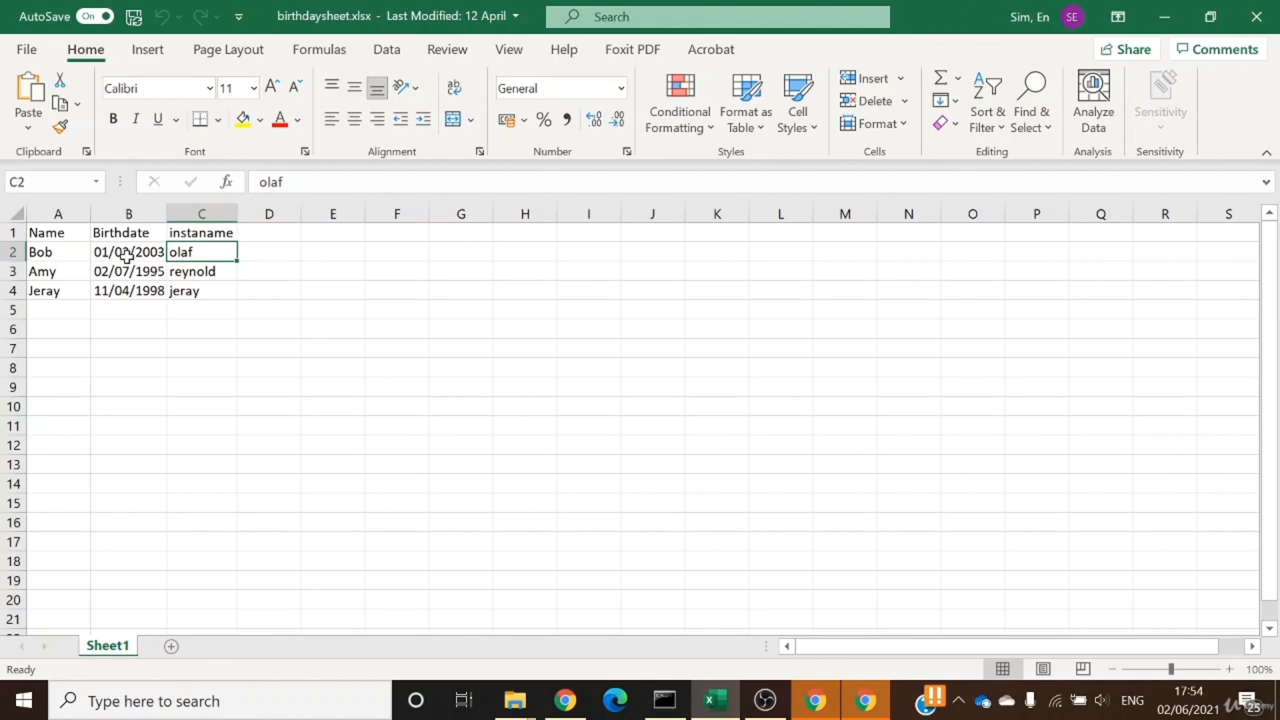 AutoSave On birthdaysheet.xlsx - Last Modified: 12 April Search Sim, En SE
File Home Insert Page Layout Formulas Data Review View Help Foxit PDF Acrobat Share Comments
Paste Calibri 11 General Conditional Formatting Format as Table Cell Styles Insert Delete Format Sort & Filter Find & Select Analyze Data Sensitivity
Clipboard Font Alignment Number Styles Cells Editing Analysis Sensitivity
C2 fx olaf
A B C D E F G H I J K L M N O P Q R S
1 Name Birthdate instaname
2 Bob olaf
3 Amy 02/07/1995 reynold
4 Jeray 11/04/1998 jeray
5
6
7
8
9
10
11
12
13
14
15
16
17
18
19
20
21
Sheet1
Ready 100%
Type here to search ENG 17:54
02/06/2021 25